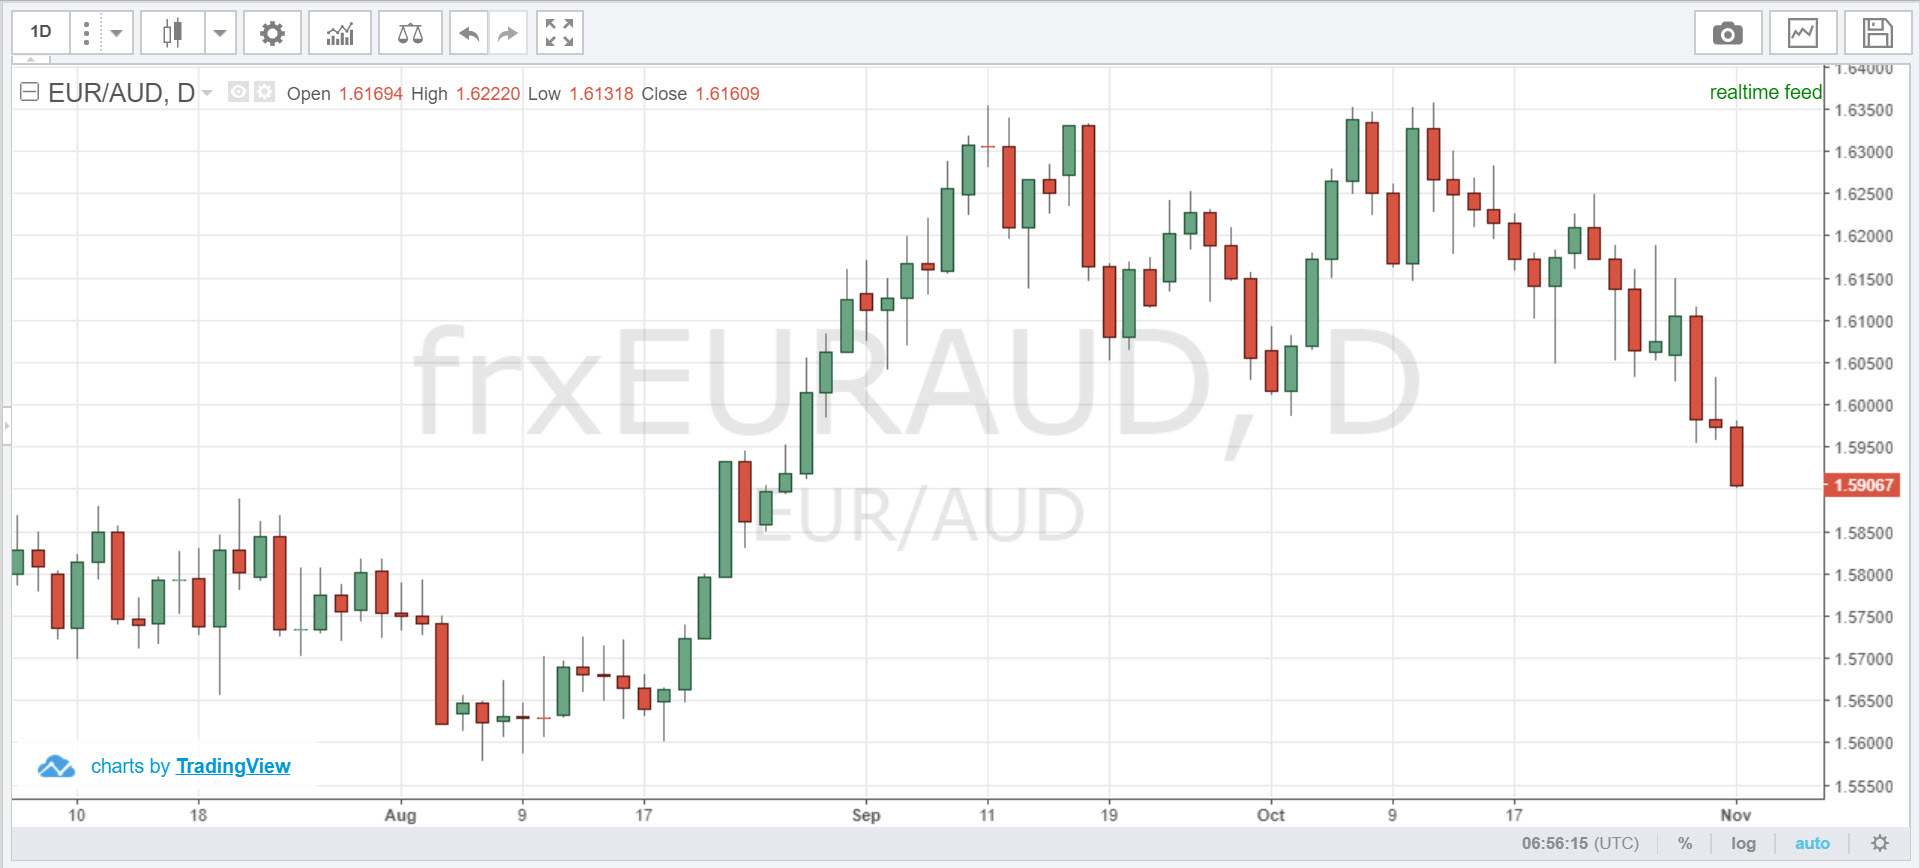 1D
EUR/AUD, D Open 1.61694 High 1.62220 Low 1.61318 Close 1.61609
realtime feed
1.64000
1.63500
1.63000
1.62500
1.62000
1.61500
1.61000
1.60500
1.60000
1.59500
1.59067
1.58500
1.58000
1.57500
1.57000
1.56500
1.56000
1.55500
frxEURAUD, D
EUR/AUD
charts by TradingView
10 18 Aug 9 17 Sep 11 19 Oct 9 17 Nov
06:56:15 (UTC) % log auto